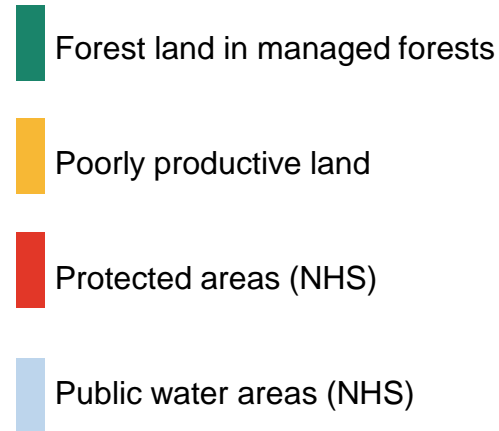 Forest land in managed forests
Poorly productive land
Protected areas (NHS)
Public water areas (NHS)